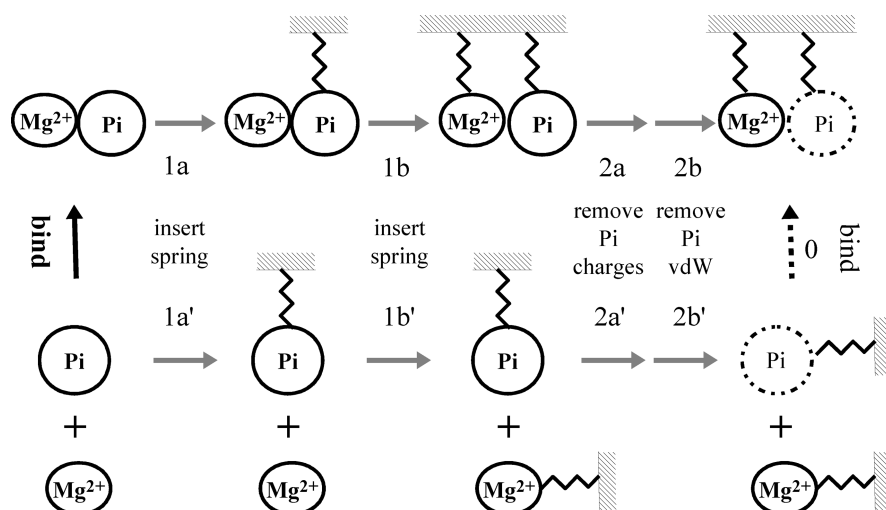 Mg2+ Pi Mg2+ Pi Mg2+ Pi Mg2+ Pi
1a 1b 2a 2b
bind insert spring insert spring remove Pi charges remove Pi vdW 0 bind
1a' 1b' 2a' 2b'
Pi Pi Pi Pi
+ + + +
Mg2+ Mg2+ Mg2+ Mg2+